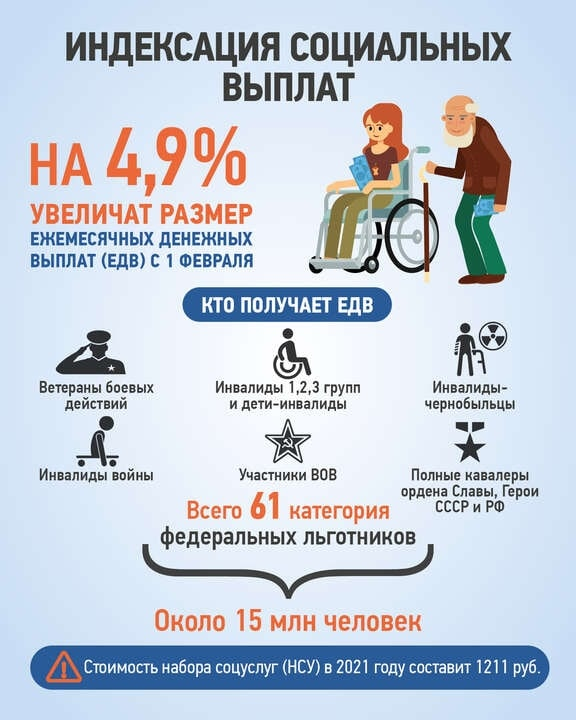 ИНДЕКСАЦИЯ СОЦИАЛЬНЫХ
ВЫПЛАТ
НА 4,9%
УВЕЛИЧАТ РАЗМЕР
ЕЖЕМЕСЯЧНЫХ ДЕНЕЖНЫХ
ВЫПЛАТ (ЕДВ) С 1 ФЕВРАЛЯ
КТО ПОЛУЧАЕТ ЕДВ
Ветераны боевых
действий
Инвалиды 1,2,3 групп
и дети-инвалиды
Инвалиды-
чернобыльцы
Инвалиды войны
Участники ВОВ
Полные кавалеры
ордена Славы, Герои
СССР и РФ
Всего 61 категория
федеральных льготников
Около 15 млн человек
Стоимость набора соцуслуг (НСУ) в 2021 году составит 1211 руб.